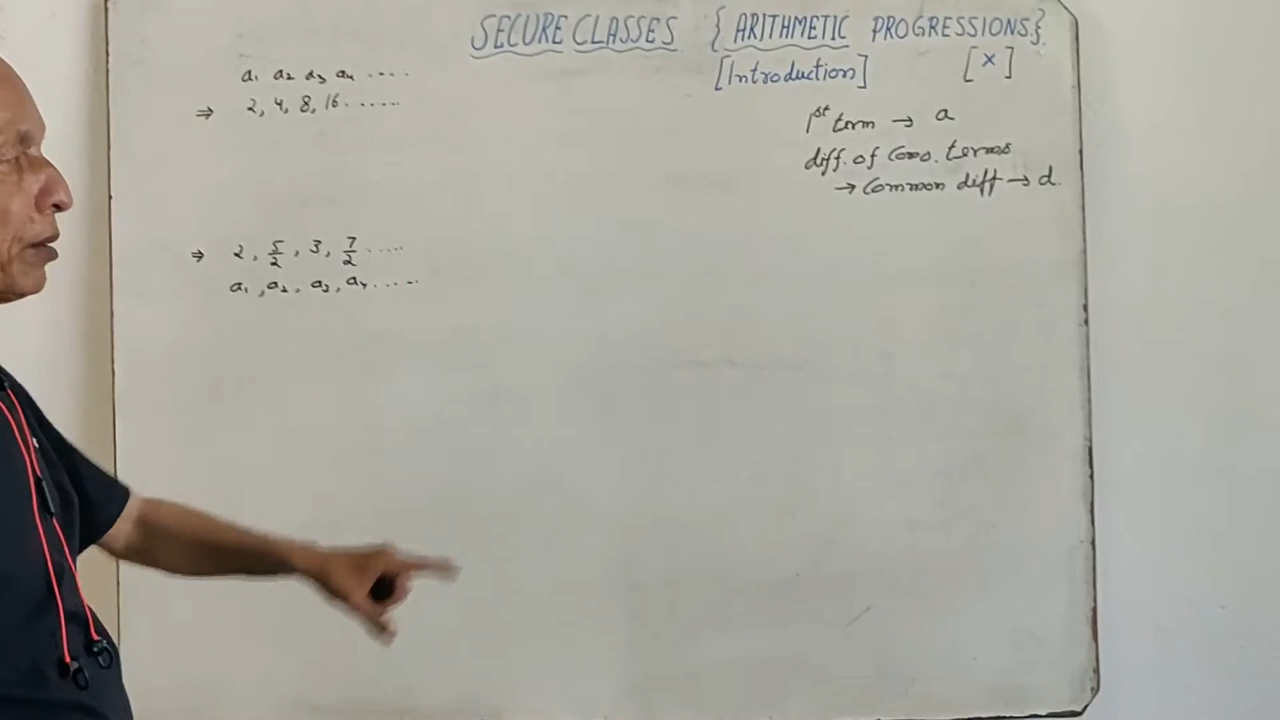 SECURE CLASSES { ARITHMETIC PROGRESSIONS.}
[Introduction] [×]
a₁ a₂ a₃ a₄ ....
⇒ 2, 4, 8, 16......
1st term → a
diff. of Cons. terms
→ Common diff → d.
⇒ 2, 5/2, 3, 7/2 .....
a₁, a₂, a₃, a₄.....